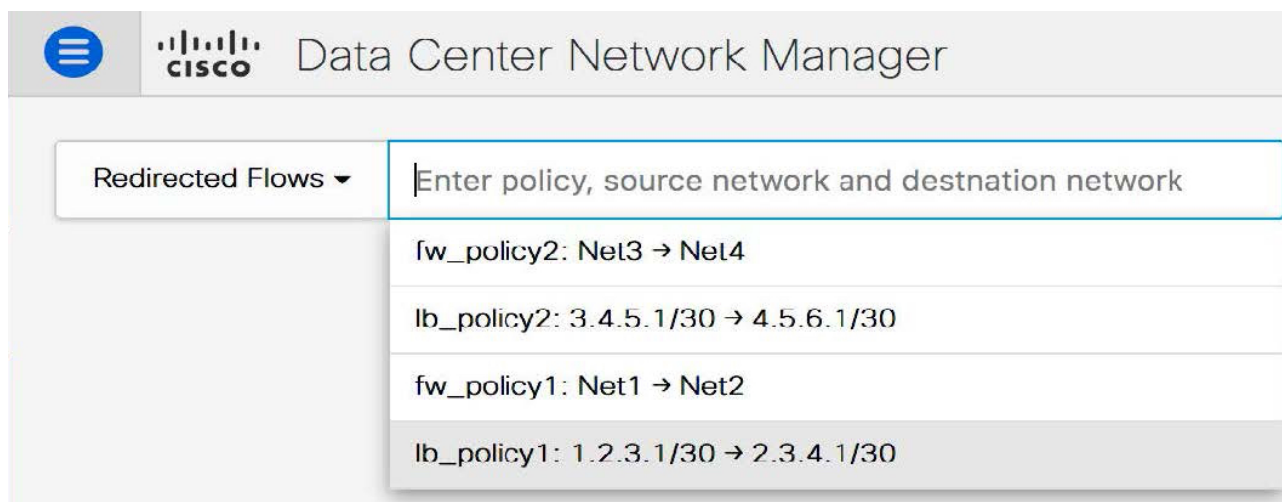 CISCO Data Center Network Manager
Redirected Flows Enter policy, source network and destnation network
fw_policy2: Net3 → Net4
lb_policy2: 3.4.5.1/30 → 4.5.6.1/30
fw_policy1: Net1 → Net2
lb_policy1: 1.2.3.1/30 → 2.3.4.1/30